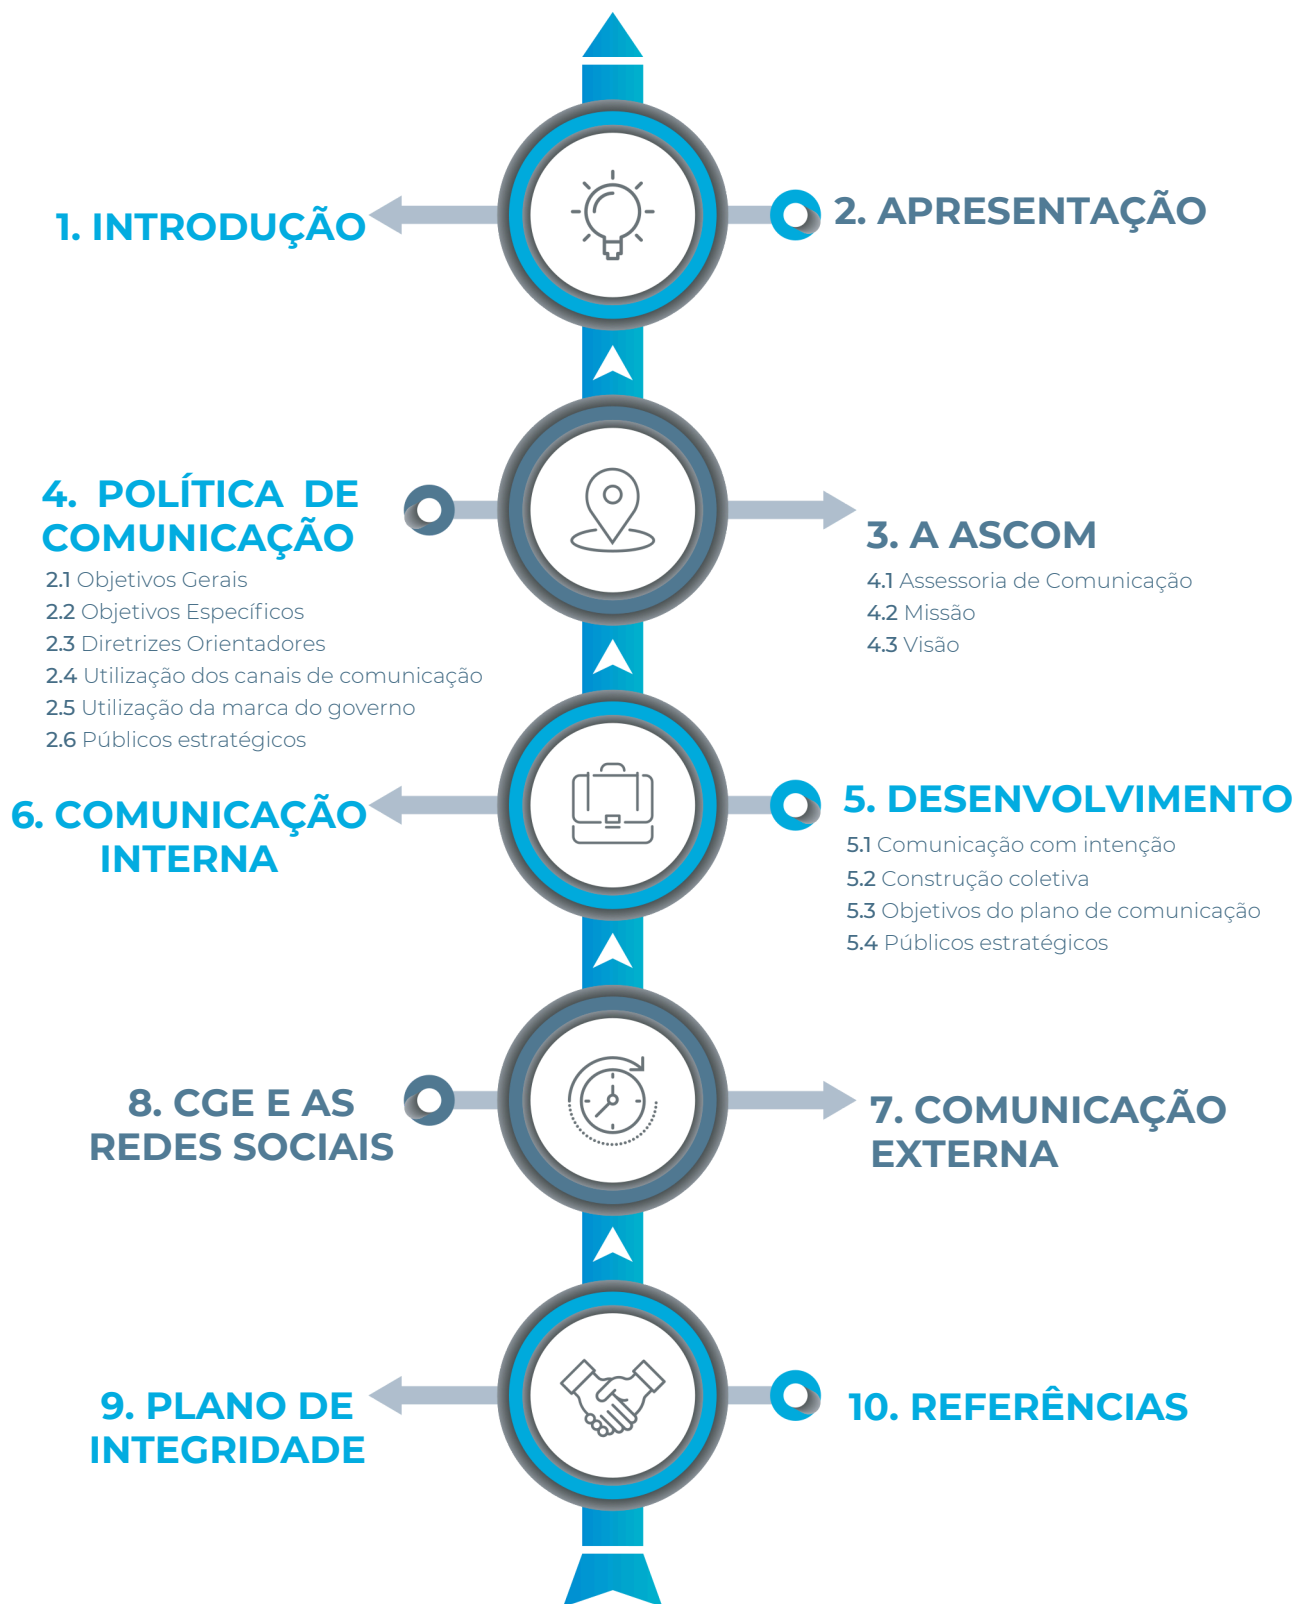 1. INTRODUÇÃO
2. APRESENTAÇÃO
4. POLÍTICA DE
COMUNICAÇÃO
2.1 Objetivos Gerais
2.2 Objetivos Específicos
2.3 Diretrizes Orientadores
2.4 Utilização dos canais de comunicação
2.5 Utilização da marca do governo
2.6 Públicos estratégicos
3. A ASCOM
4.1 Assessoria de Comunicação
4.2 Missão
4.3 Visão
6. COMUNICAÇÃO
INTERNA
5. DESENVOLVIMENTO
5.1 Comunicação com intenção
5.2 Construção coletiva
5.3 Objetivos do plano de comunicação
5.4 Públicos estratégicos
8. CGE E AS
REDES SOCIAIS
7. COMUNICAÇÃO
EXTERNA
9. PLANO DE
INTEGRIDADE
10. REFERÊNCIAS